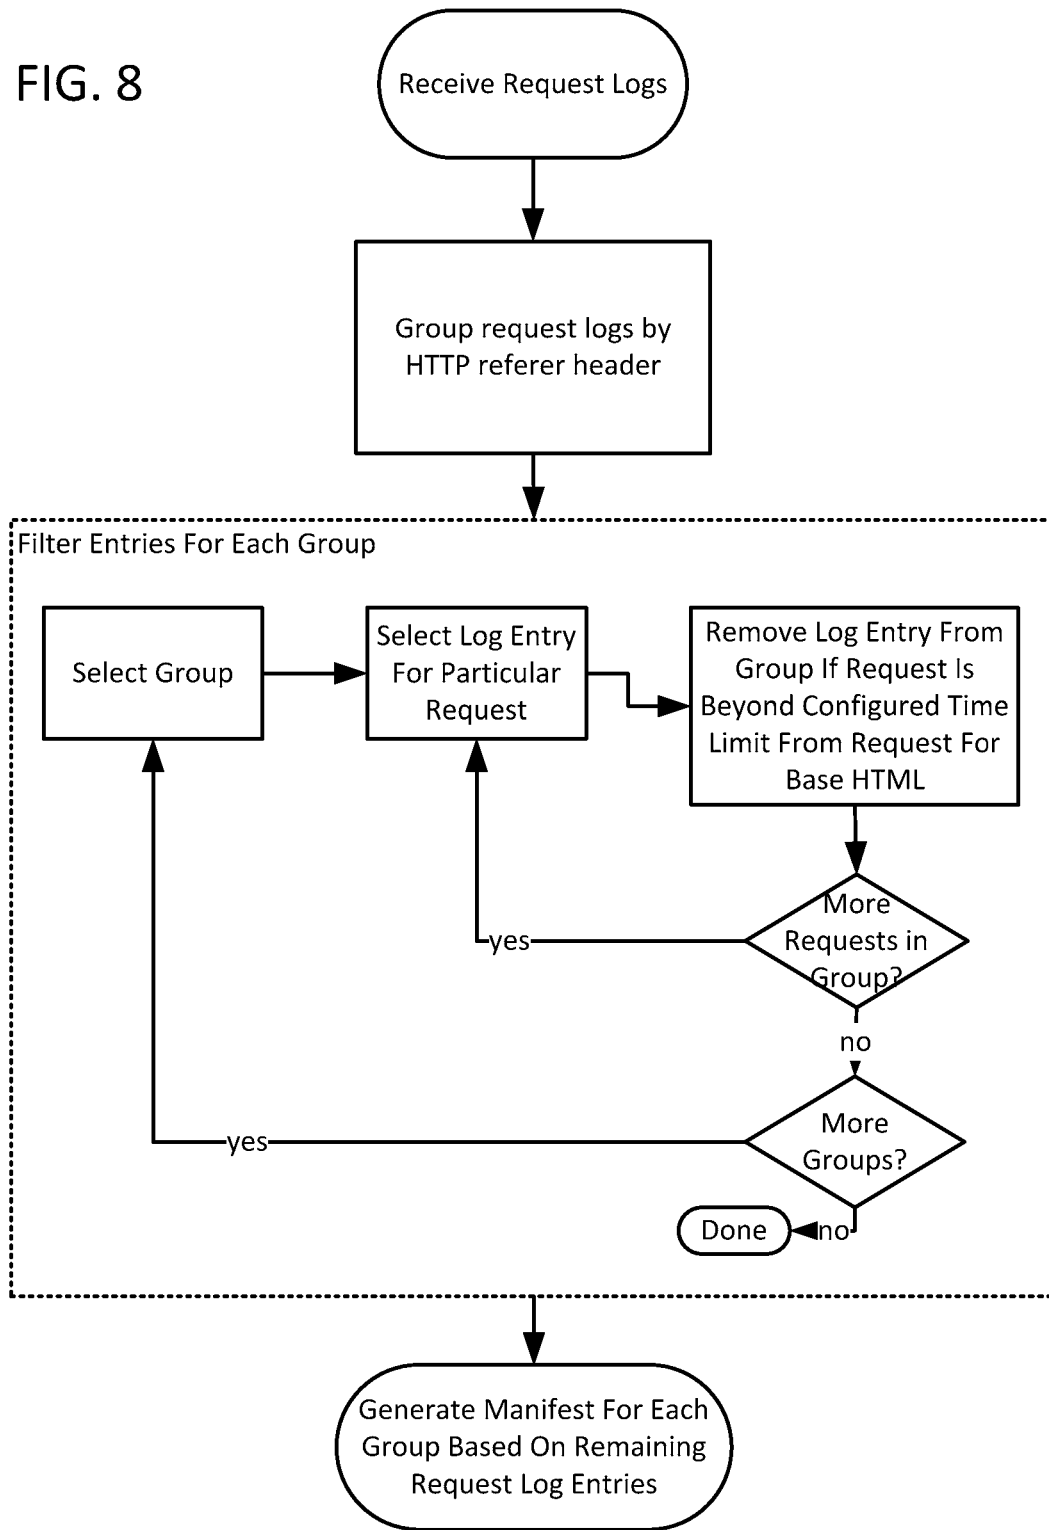 FIG. 8
Receive Request Logs
Group request logs by
HTTP referer header
Filter Entries For Each Group
Select Group
Select Log Entry
For Particular
Request
Remove Log Entry From
Group If Request Is
Beyond Configured Time
Limit From Request For
Base HTML
More
Requests in
Group?
yes
no
More
Groups?
yes
no
Done
Generate Manifest For Each
Group Based On Remaining
Request Log Entries